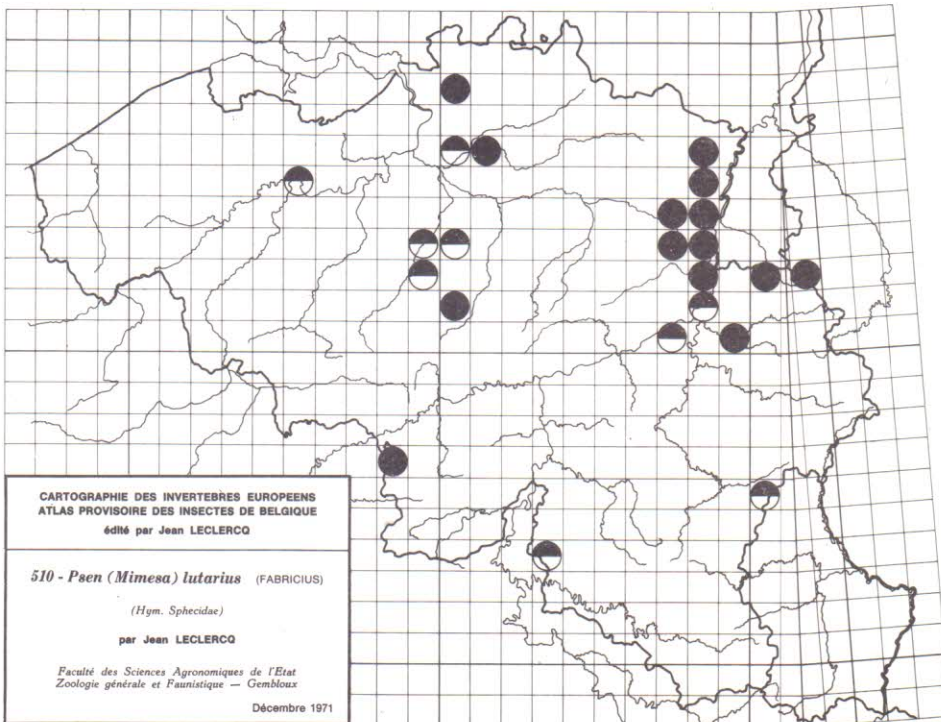 CARTOGRAPHIE DES INVERTEBRES EUROPEENS
ATLAS PROVISOIRE DES INSECTES DE BELGIQUE
édité par Jean LECLERCQ
510 - Psen (Mimesa) lutarius (FABRICIUS)
(Hym. Sphecidae)
par Jean LECLERCQ
Faculté des Sciences Agronomiques de l'Etat
Zoologie générale et Faunistique — Gembloux
Décembre 1971